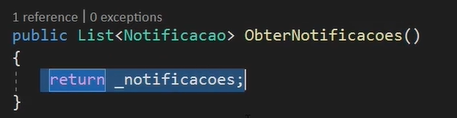 1 reference | 0 exceptions
public List<Notificacao> ObterNotificacoes()
{
return _notificacoes;
}